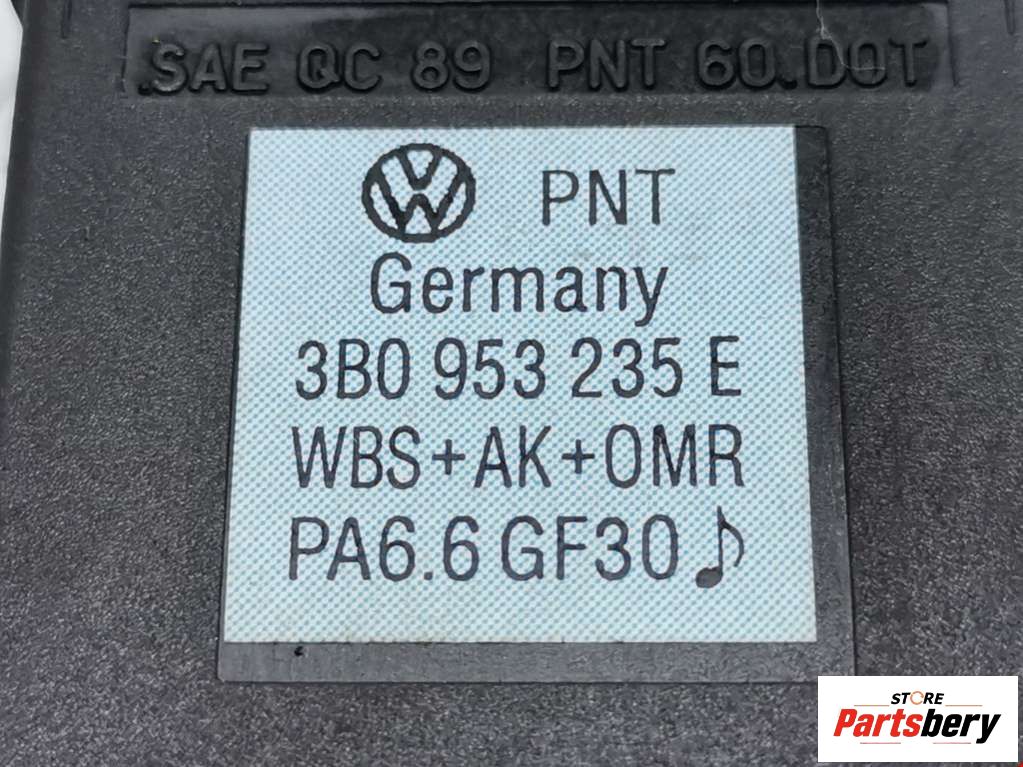 SAE QC 89 PNT 60.DOT
PNT
Germany
3B0 953 235 E
WBS+AK+OMR
PA6.6 GF30♪
STORE
Partsbery